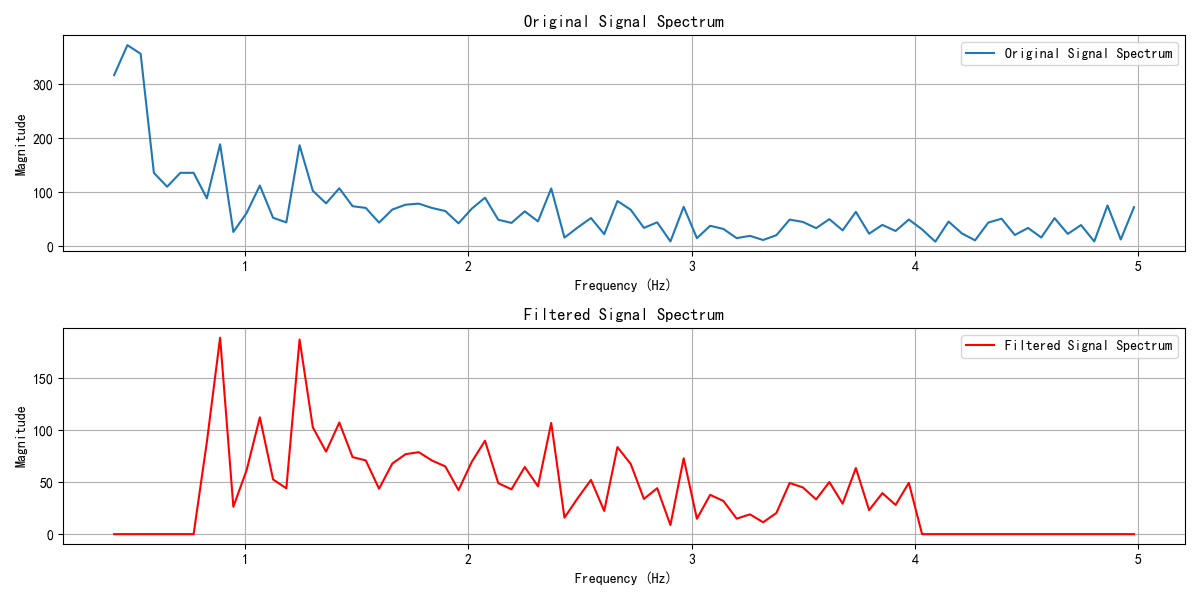 Original Signal Spectrum
Original Signal Spectrum
Magnitude
300
200
100
0
1 2 3 4 5
Frequency (Hz)
Filtered Signal Spectrum
Filtered Signal Spectrum
Magnitude
150
100
50
0
1 2 3 4 5
Frequency (Hz)